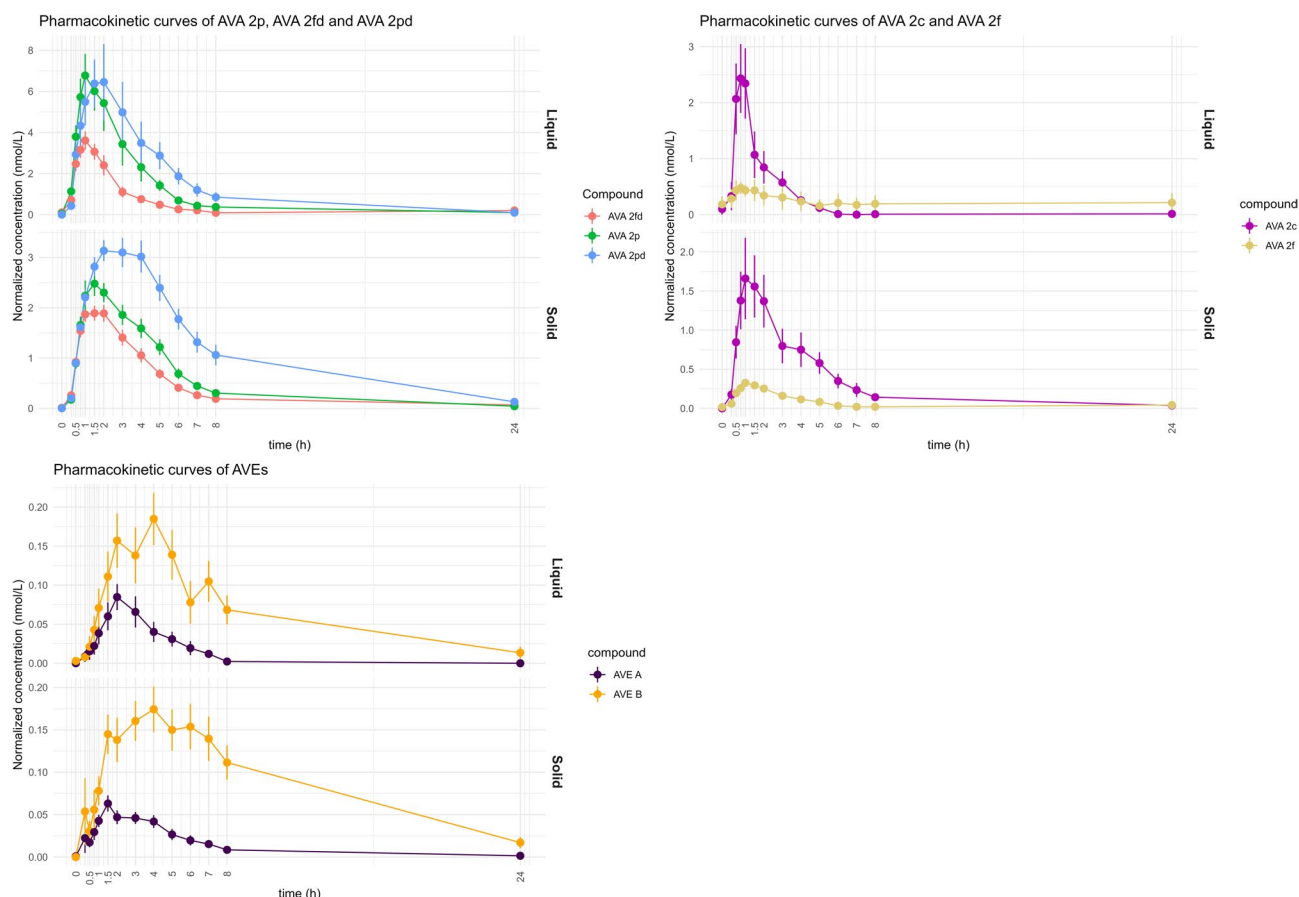 Pharmacokinetic curves of AVA 2p, AVA 2fd and AVA 2pd
Normalized concentration (nmol/L)
8
6
4
2
0
Liquid
3
2
1
0
Solid
0
0.5
1
1.5
2
3
4
5
6
7
8
24
time (h)
Compound
AVA 2fd
AVA 2p
AVA 2pd
Pharmacokinetic curves of AVA 2c and AVA 2f
Normalized concentration (nmol/L)
3
2
1
0
Liquid
2.0
1.5
1.0
0.5
0.0
Solid
0
0.5
1
1.5
2
3
4
5
6
7
8
24
time (h)
compound
AVA 2c
AVA 2f
Pharmacokinetic curves of AVEs
Normalized concentration (nmol/L)
0.20
0.15
0.10
0.05
0.00
Liquid
0.20
0.15
0.10
0.05
0.00
Solid
0
0.5
1
1.5
2
3
4
5
6
7
8
24
time (h)
compound
AVE A
AVE B